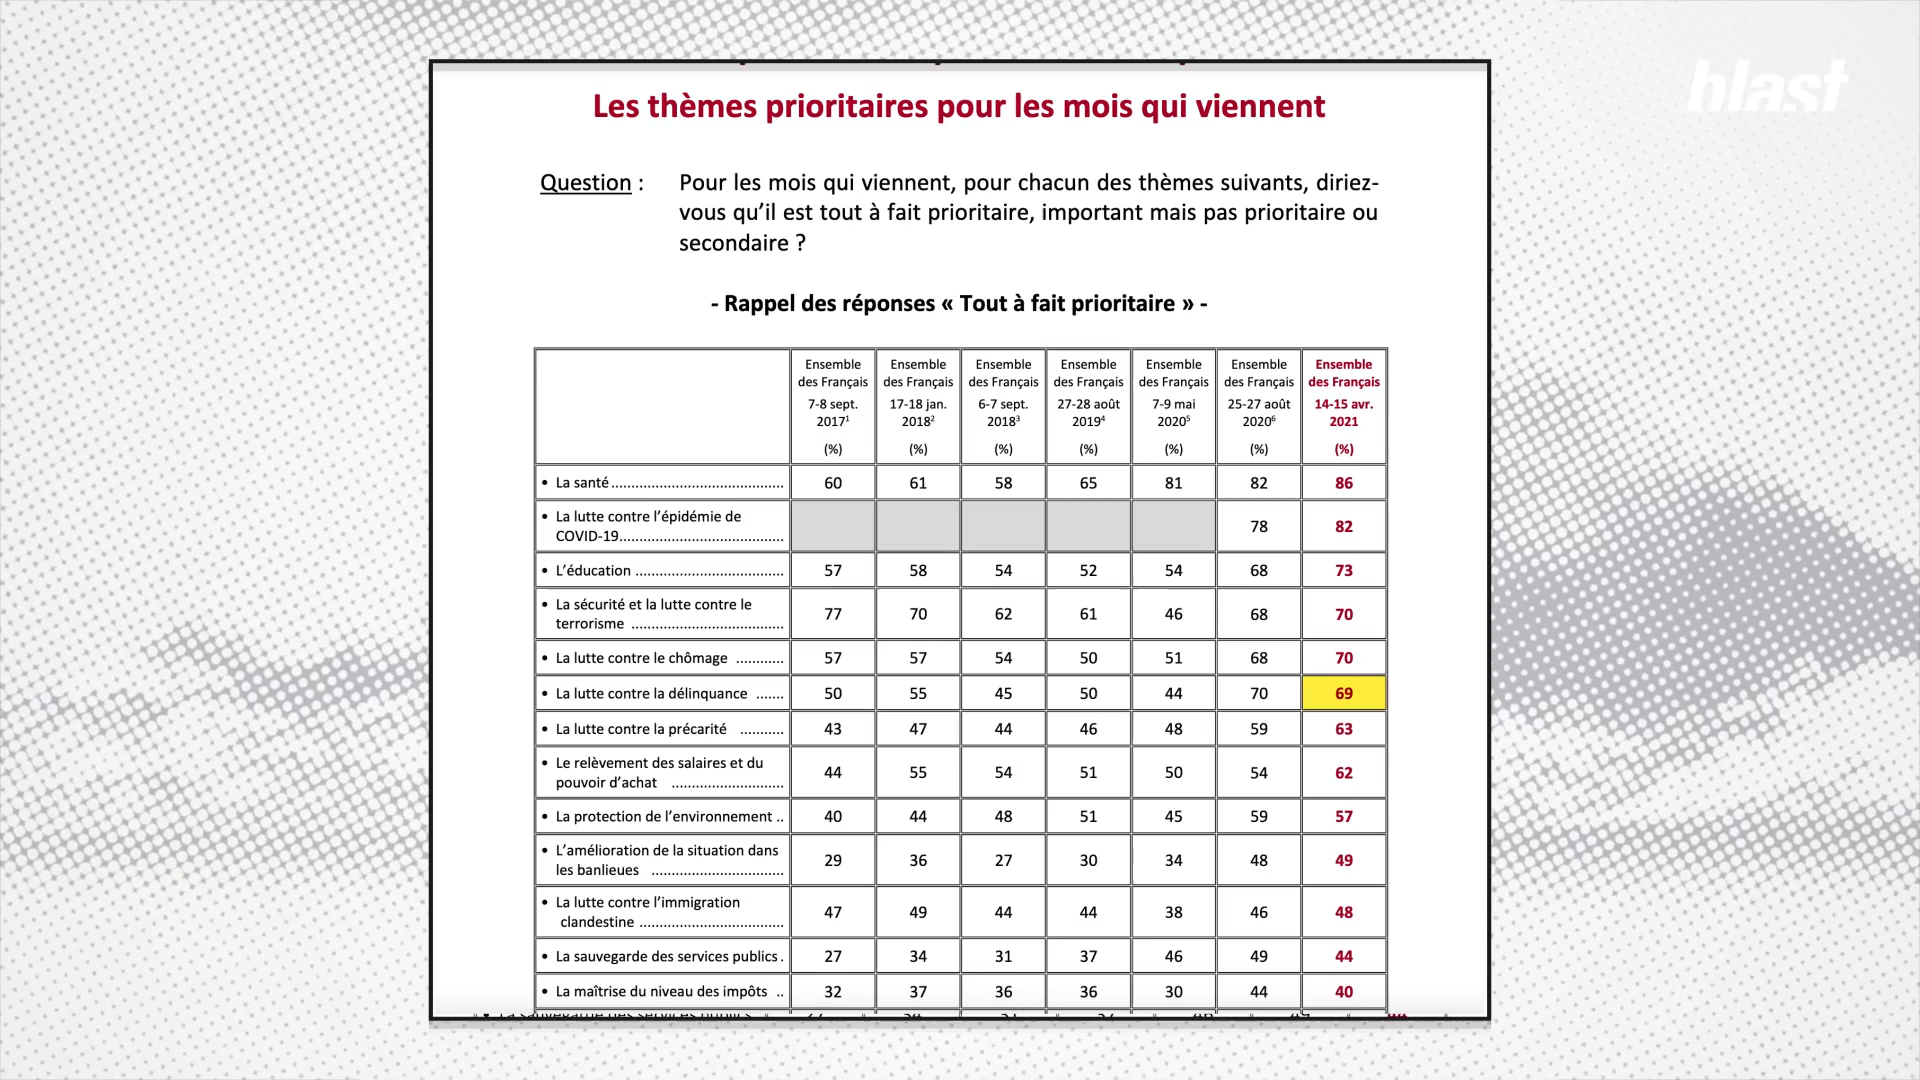 blast
Les thèmes prioritaires pour les mois qui viennent
Question : Pour les mois qui viennent, pour chacun des thèmes suivants, diriez-
vous qu’il est tout à fait prioritaire, important mais pas prioritaire ou
secondaire ?
- Rappel des réponses « Tout à fait prioritaire » -
Ensemble Ensemble Ensemble Ensemble Ensemble Ensemble Ensemble
des Français des Français des Français des Français des Français des Français des Français
7-8 sept. 17-18 jan. 6-7 sept. 27-28 août 7-9 mai 25-27 août 14-15 avr.
2017¹ 2018² 2018³ 2019⁴ 2020⁵ 2020⁶ 2021
(%) (%) (%) (%) (%) (%) (%)
• La santé........................................... 60 61 58 65 81 82 86
• La lutte contre l’épidémie de
COVID-19......................................... 78 82
• L’éducation ..................................... 57 58 54 52 54 68 73
• La sécurité et la lutte contre le
terrorisme ...................................... 77 70 62 61 46 68 70
• La lutte contre le chômage ............ 57 57 54 50 51 68 70
• La lutte contre la délinquance ....... 50 55 45 50 44 70 69
• La lutte contre la précarité ........... 43 47 44 46 48 59 63
• Le relèvement des salaires et du
pouvoir d’achat ............................ 44 55 54 51 50 54 62
• La protection de l’environnement .. 40 44 48 51 45 59 57
• L’amélioration de la situation dans
les banlieues ................................. 29 36 27 30 34 48 49
• La lutte contre l’immigration
clandestine .................................... 47 49 44 44 38 46 48
• La sauvegarde des services publics. 27 34 31 37 46 49 44
• La maîtrise du niveau des impôts .. 32 37 36 36 30 44 40
• La sauvegarde des services publics 27 34 31 37 46 49 44